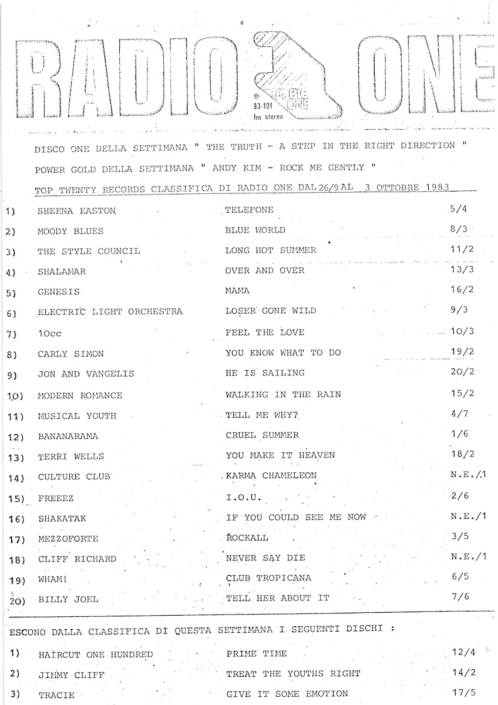 RADIO ONE
THE BIG ONE
93-101
fm stereo
DISCO ONE DELLA SETTIMANA " THE TRUTH - A STEP IN THE RIGHT DIRECTION "
POWER GOLD DELLA SETTIMANA " ANDY KIM - ROCK ME GENTLY "
TOP TWENTY RECORDS CLASSIFICA DI RADIO ONE DAL 26/9 AL 3 OTTOBRE 1983
1) SHEENA EASTON TELEFONE 5/4
2) MOODY BLUES BLUE WORLD 8/3
3) THE STYLE COUNCIL LONG HOT SUMMER 11/2
4) SHALAMAR OVER AND OVER 13/3
5) GENESIS MAMA 16/2
6) ELECTRIC LIGHT ORCHESTRA LOSER GONE WILD 9/3
7) 10cc FEEL THE LOVE 10/3
8) CARLY SIMON YOU KNOW WHAT TO DO 19/2
9) JON AND VANGELIS HE IS SAILING 20/2
10) MODERN ROMANCE WALKING IN THE RAIN 15/2
11) MUSICAL YOUTH TELL ME WHY? 4/7
12) BANANARAMA CRUEL SUMMER 1/6
13) TERRI WELLS YOU MAKE IT HEAVEN 18/2
14) CULTURE CLUB KARMA CHAMELEON N.E./1
15) FREEEZ I.O.U. 2/6
16) SHAKATAK IF YOU COULD SEE ME NOW N.E./1
17) MEZZOFORTE ROCKALL 3/5
18) CLIFF RICHARD NEVER SAY DIE N.E./1
19) WHAM! CLUB TROPICANA 6/5
20) BILLY JOEL TELL HER ABOUT IT 7/6
ESCONO DALLA CLASSIFICA DI QUESTA SETTIMANA I SEGUENTI DISCHI :
1) HAIRCUT ONE HUNDRED PRIME TIME 12/4
2) JIMMY CLIFF TREAT THE YOUTHS RIGHT 14/2
3) TRACIE GIVE IT SOME EMOTION 17/5